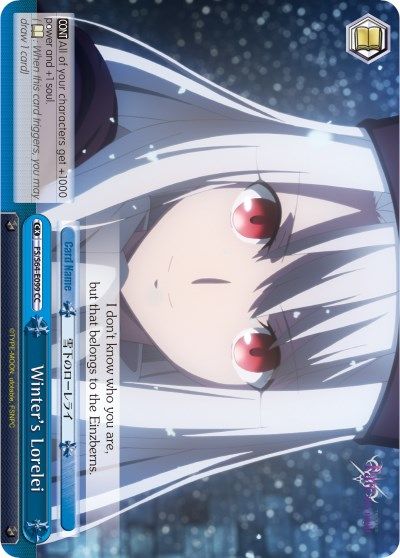 I don't know who you are,
but that belongs to the Einzberns.
CONT All of your characters get +1000
power and +1 soul.
( : When this card triggers, you may
draw 1 card)
Card Name
雪下のローレライ
FS/S64-E099 CC
Winter's Lorelei